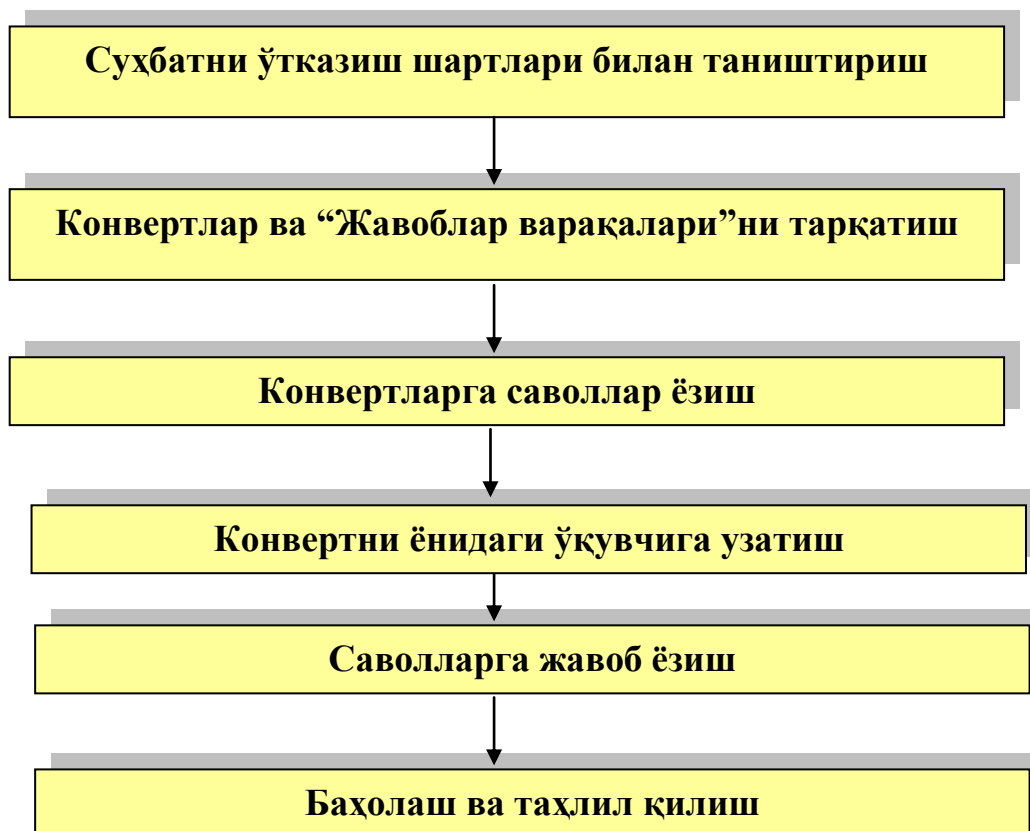 Суҳбатни ўтказиш шартлари билан таништириш
Конвертлар ва “Жавоблар варақалари”ни тарқатиш
Конвертларга саволлар ёзиш
Конвертни ёнидаги ўқувчига узатиш
Саволларга жавоб ёзиш
Баҳолаш ва таҳлил қилиш